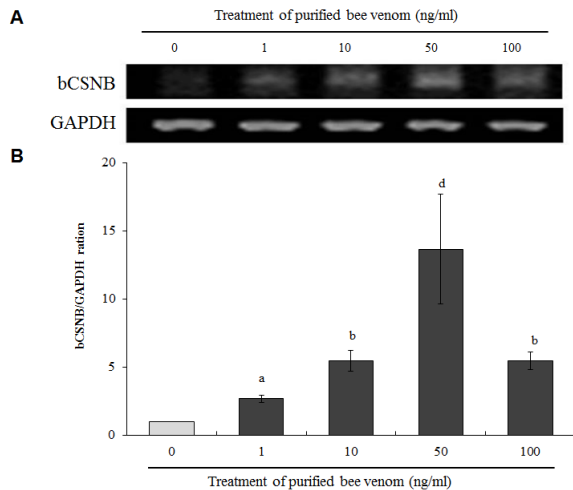 A
Treatment of purified bee venom (ng/ml)
0 1 10 50 100
bCSNB
GAPDH
B
20
15
10
5
0
bCSNB/GAPDH ration
a
b
d
b
0 1 10 50 100
Treatment of purified bee venom (ng/ml)